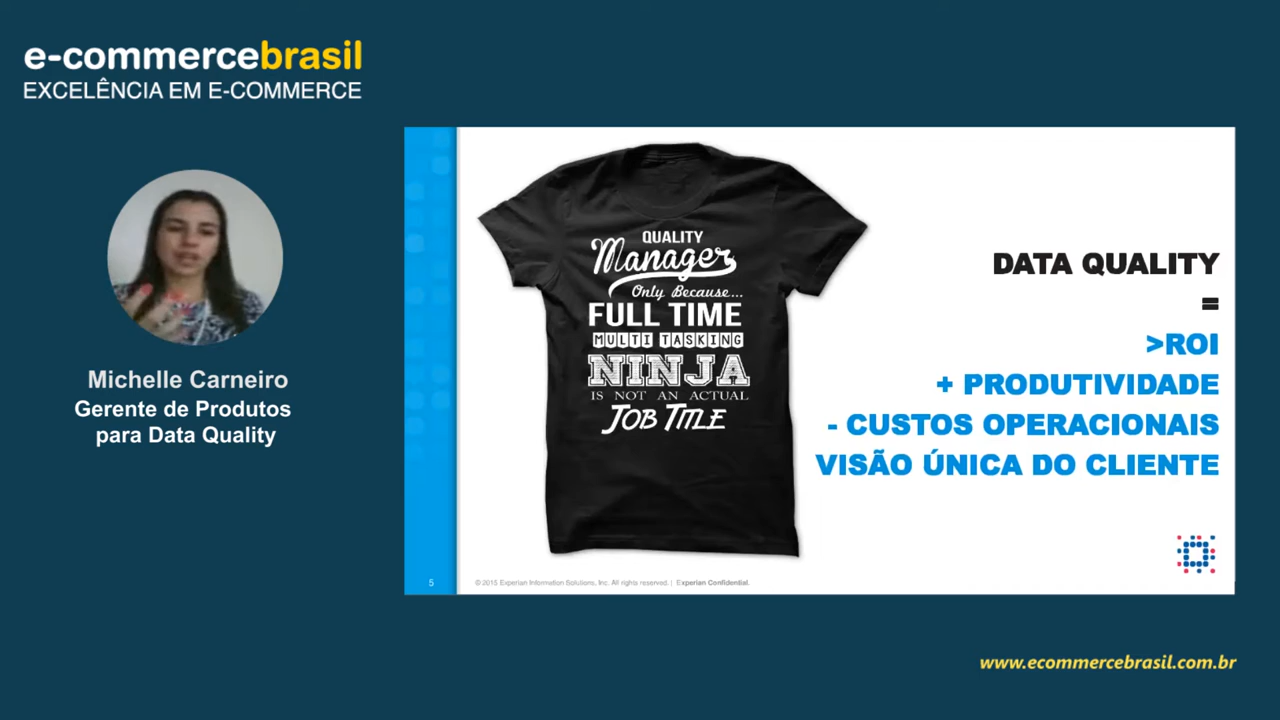 e-commercebrasil
EXCELÊNCIA EM E-COMMERCE
Michelle Carneiro
Gerente de Produtos
para Data Quality
QUALITY
Manager
Only Because...
FULL TIME
MULTI TASKING
NINJA
IS NOT AN ACTUAL
JOB TITLE
DATA QUALITY
=
>ROI
+ PRODUTIVIDADE
- CUSTOS OPERACIONAIS
VISÃO ÚNICA DO CLIENTE
5
© 2015 Experian Information Solutions, Inc. All rights reserved. | Experian Confidential.
www.ecommercebrasil.com.br